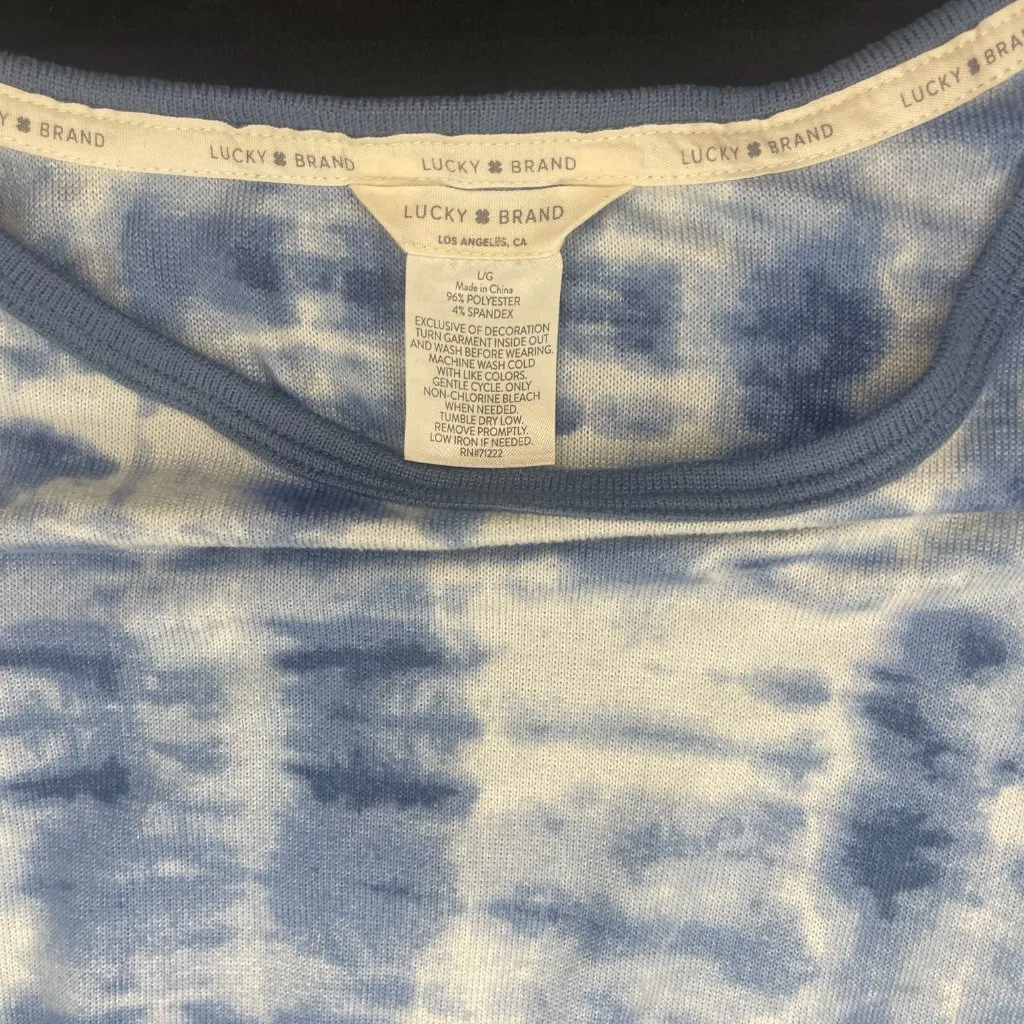 Y BRAND
LUCKY BRAND
LUCKY BRAND
LUCKY BRAND
LUCKY BRA
LUCKY BRAND
LOS ANGELES, CA
L/G
Made in China
96% POLYESTER
4% SPANDEX
EXCLUSIVE OF DECORATION
TURN GARMENT INSIDE OUT
AND WASH BEFORE WEARING.
MACHINE WASH COLD
WITH LIKE COLORS.
GENTLE CYCLE. ONLY
NON-CHLORINE BLEACH
WHEN NEEDED.
TUMBLE DRY LOW.
REMOVE PROMPTLY.
LOW IRON IF NEEDED.
RN#71222